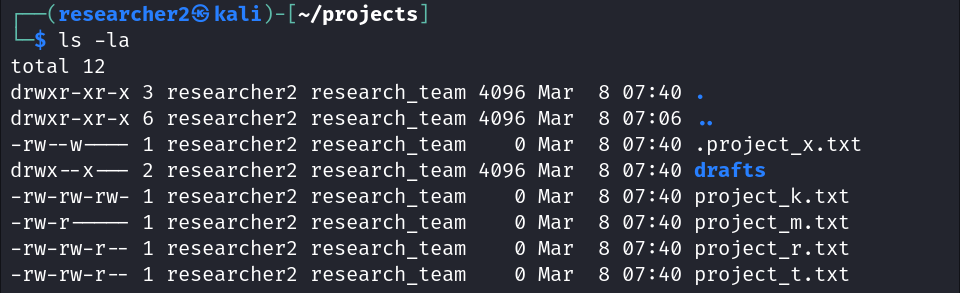 ┌──(researcher2㉿kali)-[~/projects]
└─$ ls -la
total 12
drwxr-xr-x 3 researcher2 research_team 4096 Mar  8 07:40 .
drwxr-xr-x 6 researcher2 research_team 4096 Mar  8 07:06 ..
-rw--w---- 1 researcher2 research_team    0 Mar  8 07:40 .project_x.txt
drwx--x--- 2 researcher2 research_team 4096 Mar  8 07:40 drafts
-rw-rw-rw- 1 researcher2 research_team    0 Mar  8 07:40 project_k.txt
-rw-r----- 1 researcher2 research_team    0 Mar  8 07:40 project_m.txt
-rw-rw-r-- 1 researcher2 research_team    0 Mar  8 07:40 project_r.txt
-rw-rw-r-- 1 researcher2 research_team    0 Mar  8 07:40 project_t.txt